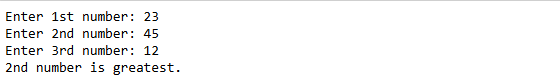 Enter 1st number: 23
Enter 2nd number: 45
Enter 3rd number: 12
2nd number is greatest.